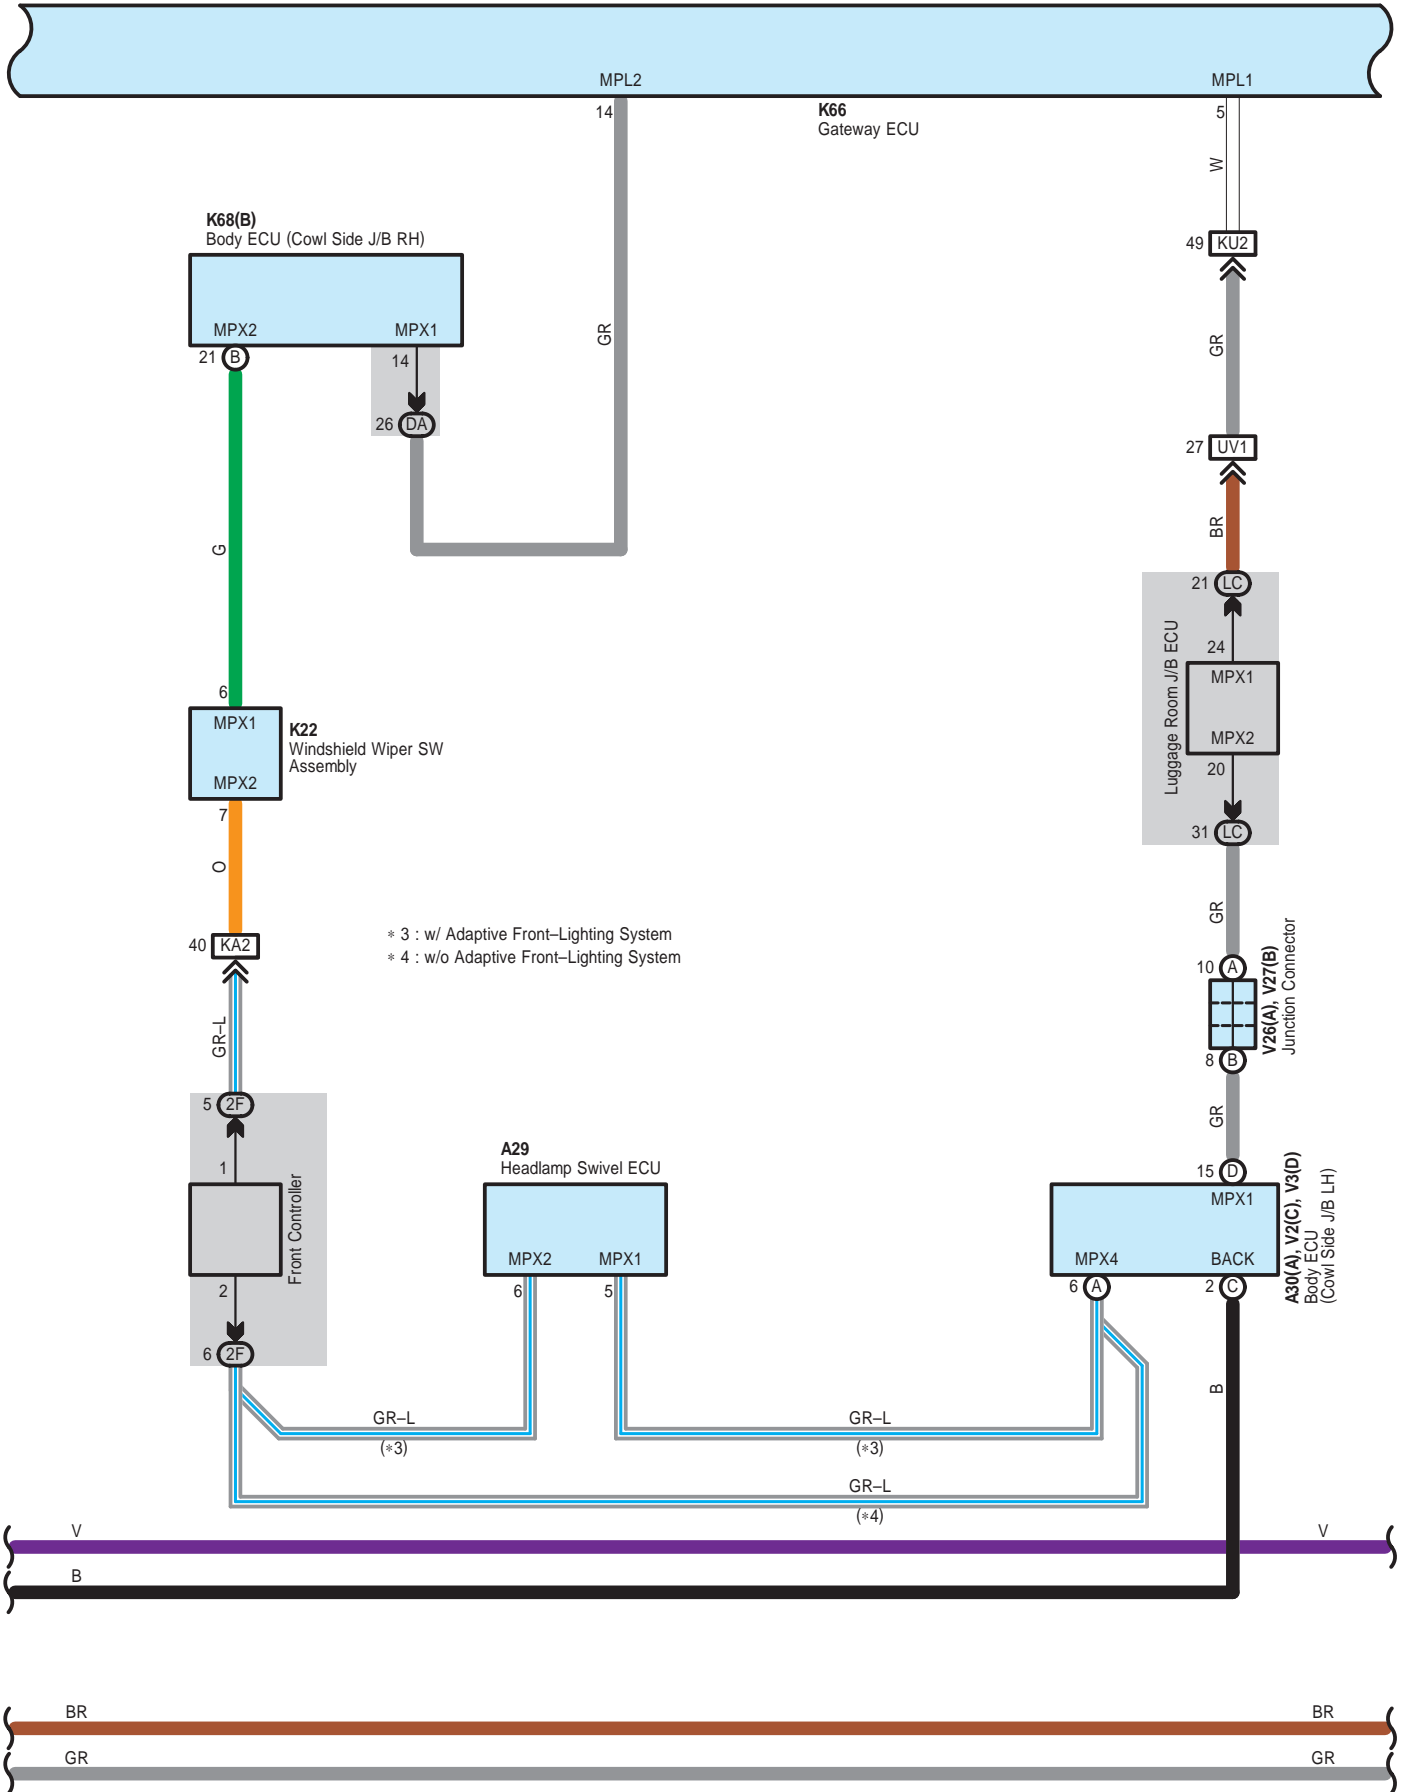 MPL2
MPL1
14
K66
Gateway ECU
5
W
K68(B)
Body ECU (Cowl Side J/B RH)
49 KU2
MPX2
MPX1
GR
GR
21 B
14
26 DA
27 UV1
BR
G
21 LC
24
Luggage Room J/B ECU
MPX1
6
MPX1
K22
Windshield Wiper SW
Assembly
MPX2
MPX2
20
7
31 LC
O
GR
∗ 3 : w/ Adaptive Front–Lighting System
∗ 4 : w/o Adaptive Front–Lighting System
40 KA2
10 A
V26(A), V27(B)
Junction Connector
GR–L
8 B
5 2F
GR
A29
Headlamp Swivel ECU
1
15 D
Front Controller
MPX1
A30(A), V2(C), V3(D)
Body ECU
(Cowl Side J/B LH)
MPX2
MPX1
MPX4
BACK
2
6
5
6 A
2 C
6 2F
B
GR–L
(∗3)
GR–L
(∗3)
GR–L
(∗4)
V
V
B
BR
BR
GR
GR